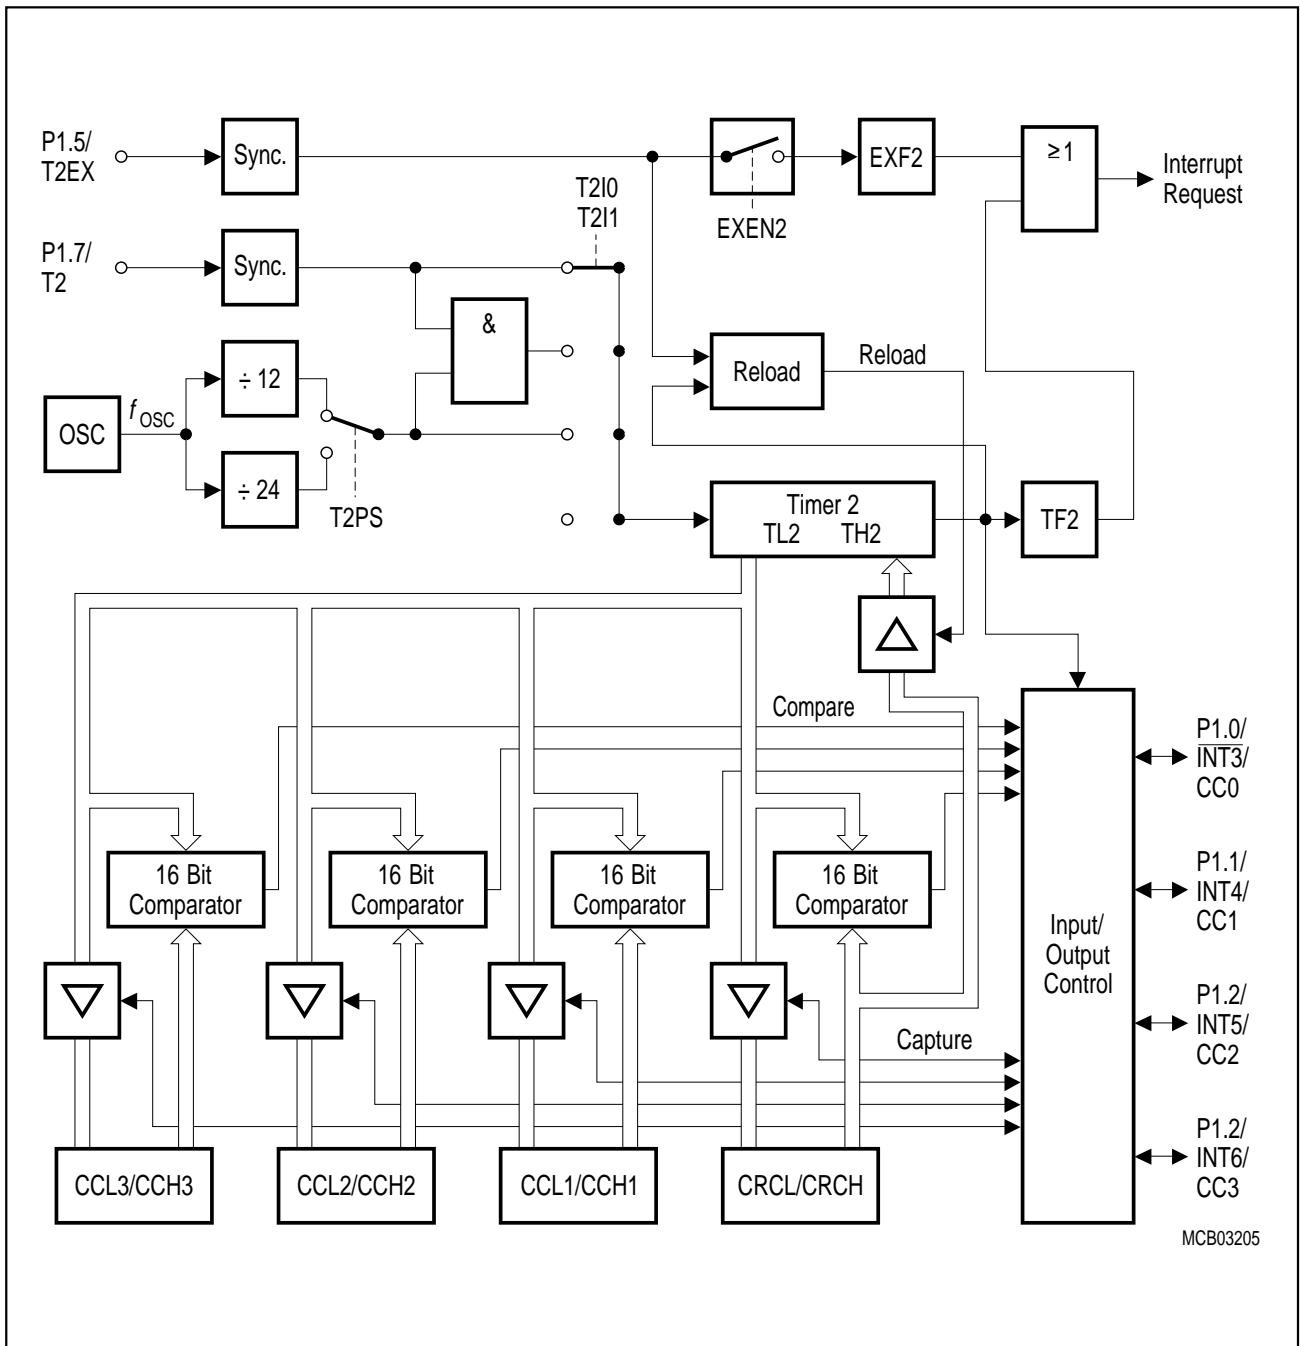 P1.5/
T2EX
Sync.
EXF2
≥1
Interrupt
Request
T2I0
T2I1
EXEN2
P1.7/
T2
Sync.
&
÷ 12
Reload
Reload
OSC
fOSC
÷ 24
T2PS
Timer 2
TL2 TH2
TF2
Compare
P1.0/
INT3/
CC0
16 Bit
Comparator
16 Bit
Comparator
16 Bit
Comparator
16 Bit
Comparator
P1.1/
INT4/
CC1
Input/
Output
Control
P1.2/
INT5/
CC2
Capture
P1.2/
INT6/
CC3
CCL3/CCH3
CCL2/CCH2
CCL1/CCH1
CRCL/CRCH
MCB03205